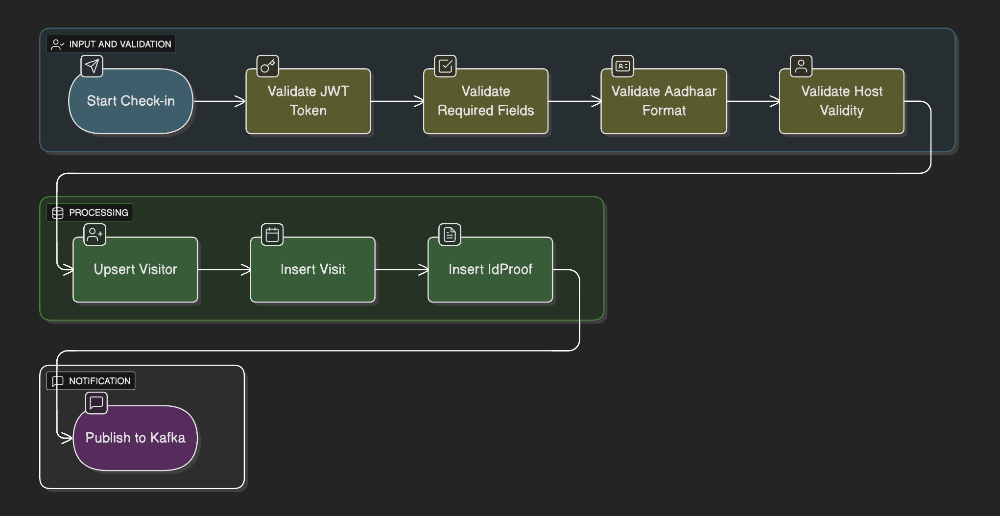 INPUT AND VALIDATION
Start Check-in
Validate JWT
Token
Validate
Required Fields
Validate Aadhaar
Format
Validate Host
Validity
PROCESSING
Upsert Visitor
Insert Visit
Insert IdProof
NOTIFICATION
Publish to Kafka